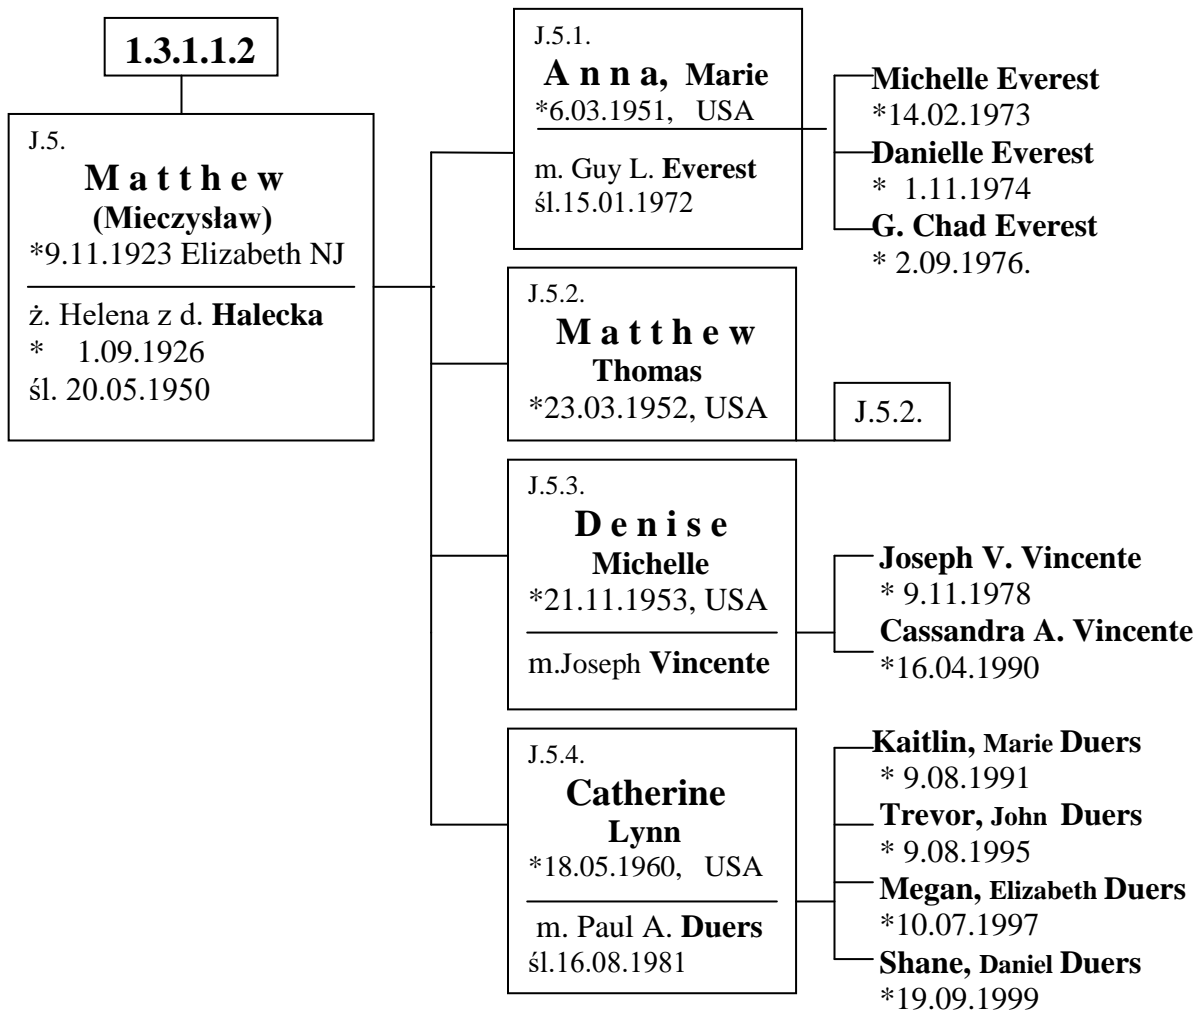 1.3.1.1.2
J.5.
M a t t h e w
(Mieczysław)
*9.11.1923 Elizabeth NJ
ż. Helena z d. Halecka
* 1.09.1926
śl. 20.05.1950
J.5.1.
A n n a, Marie
*6.03.1951, USA
m. Guy L. Everest
śl.15.01.1972
Michelle Everest
*14.02.1973
Danielle Everest
* 1.11.1974
G. Chad Everest
* 2.09.1976.
J.5.2.
M a t t h e w
Thomas
*23.03.1952, USA
J.5.2.
J.5.3.
D e n i s e
Michelle
*21.11.1953, USA
m.Joseph Vincente
Joseph V. Vincente
* 9.11.1978
Cassandra A. Vincente
*16.04.1990
J.5.4.
Catherine
Lynn
*18.05.1960, USA
m. Paul A. Duers
śl.16.08.1981
Kaitlin, Marie Duers
* 9.08.1991
Trevor, John Duers
* 9.08.1995
Megan, Elizabeth Duers
*10.07.1997
Shane, Daniel Duers
*19.09.1999